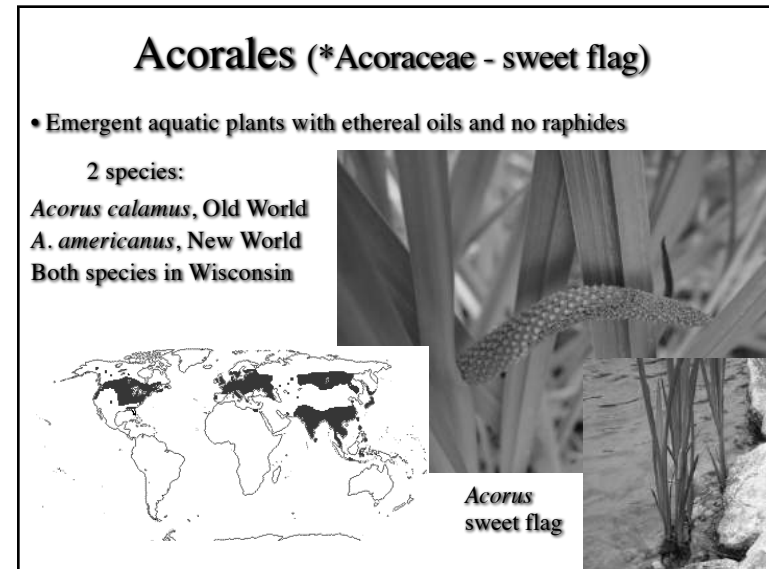 Acorales (*Acoraceae - sweet flag)
• Emergent aquatic plants with ethereal oils and no raphides
2 species:
Acorus calamus, Old World
A. americanus, New World
Both species in Wisconsin
Acorus
sweet flag